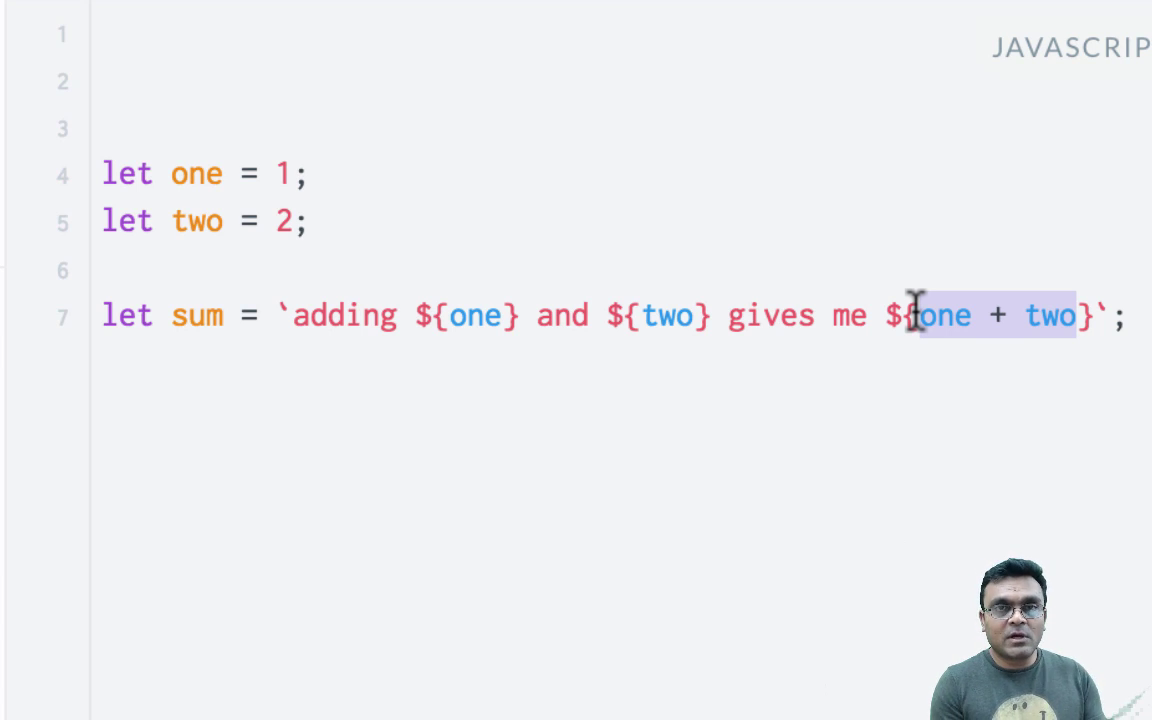 1
JAVASCRIP
2
3
4 let one = 1;
5 let two = 2;
6
7 let sum = `adding ${one} and ${two} gives me ${one + two}`;